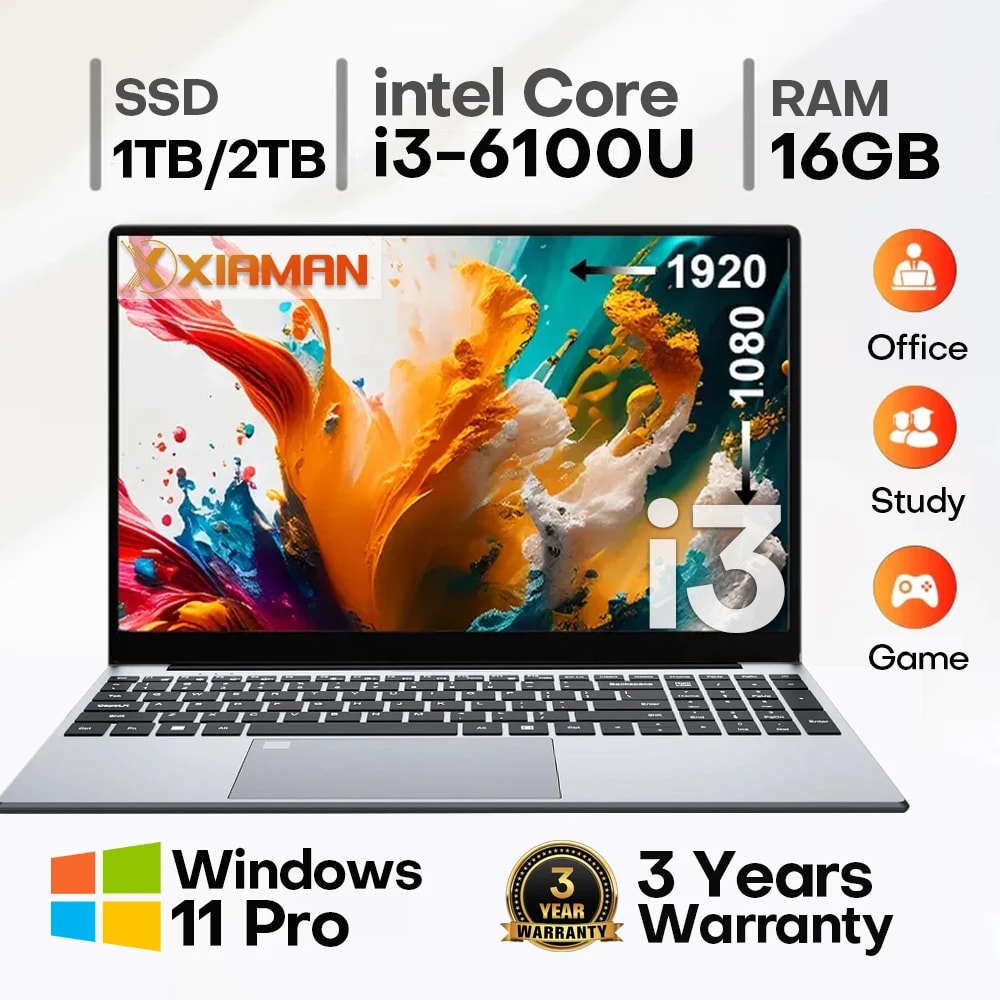 SSD
1TB/2TB
intel Core
i3-6100U
RAM
16GB
XIAMAN
1920
1080
i3
Office
Study
Game
Windows
11 Pro
3
YEAR
WARRANTY
3 Years
Warranty